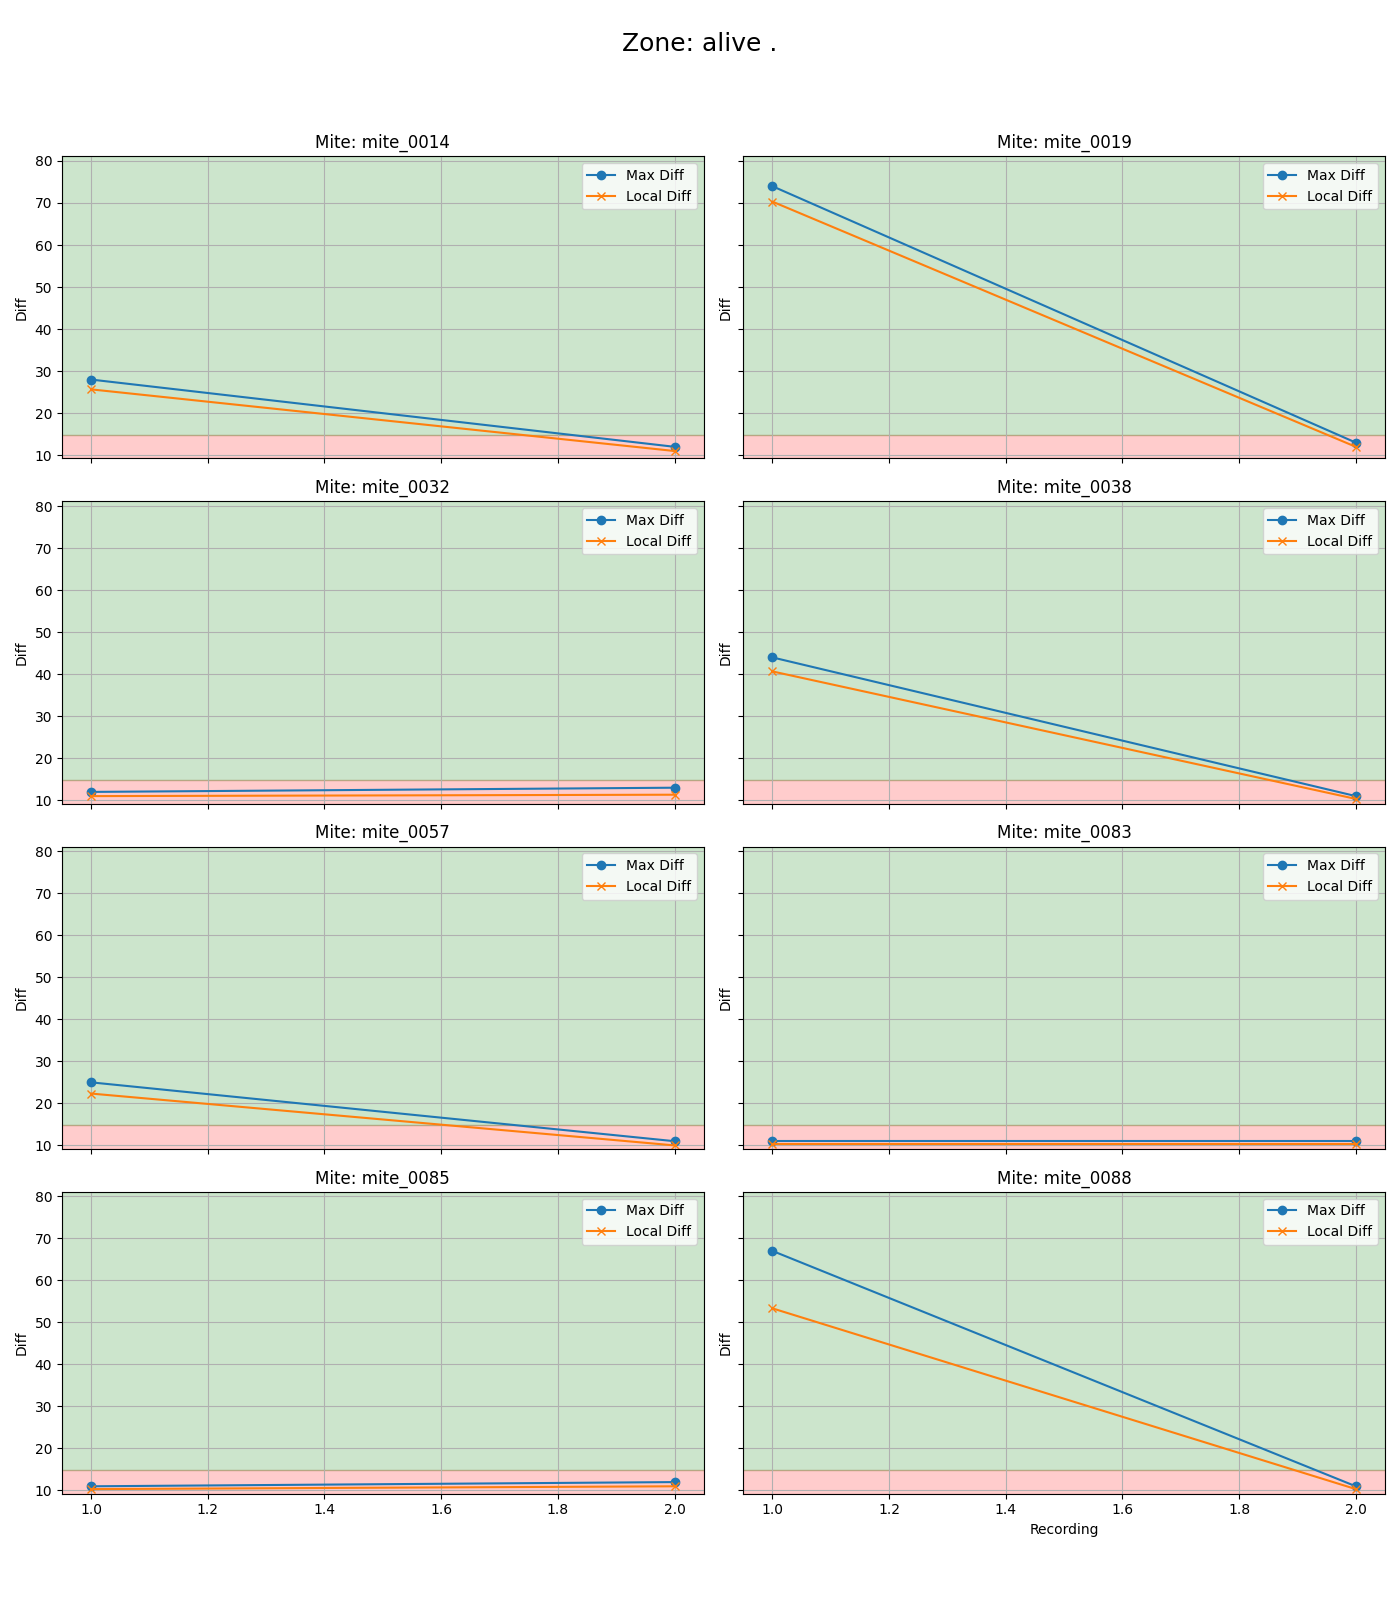 Zone: alive .
Mite: mite_0014
80
70
60
50
40
30
20
10
Diff
Max Diff
Local Diff
Mite: mite_0019
Diff
Max Diff
Local Diff
Mite: mite_0032
80
70
60
50
40
30
20
10
Diff
Max Diff
Local Diff
Mite: mite_0038
Diff
Max Diff
Local Diff
Mite: mite_0057
80
70
60
50
40
30
20
10
Diff
Max Diff
Local Diff
Mite: mite_0083
Diff
Max Diff
Local Diff
Mite: mite_0085
80
70
60
50
40
30
20
10
Diff
Max Diff
Local Diff
1.0 1.2 1.4 1.6 1.8 2.0
Mite: mite_0088
Diff
Max Diff
Local Diff
1.0 1.2 1.4 1.6 1.8 2.0
Recording